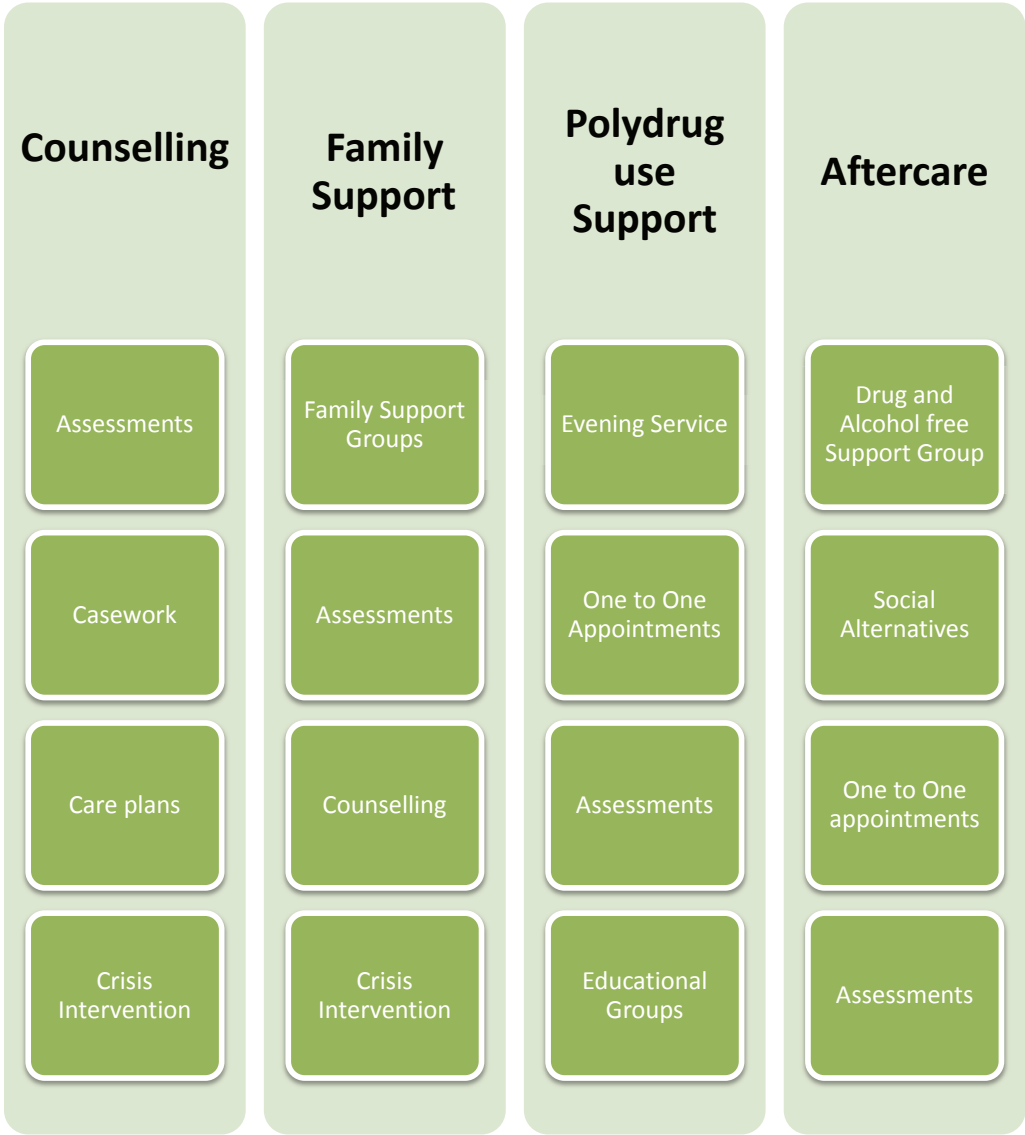 Counselling
Assessments
Casework
Care plans
Crisis
Intervention
Family
Support
Family Support
Groups
Assessments
Counselling
Crisis
Intervention
Polydrug
use
Support
Evening Service
One to One
Appointments
Assessments
Educational
Groups
Aftercare
Drug and
Alcohol free
Support Group
Social
Alternatives
One to One
appointments
Assessments